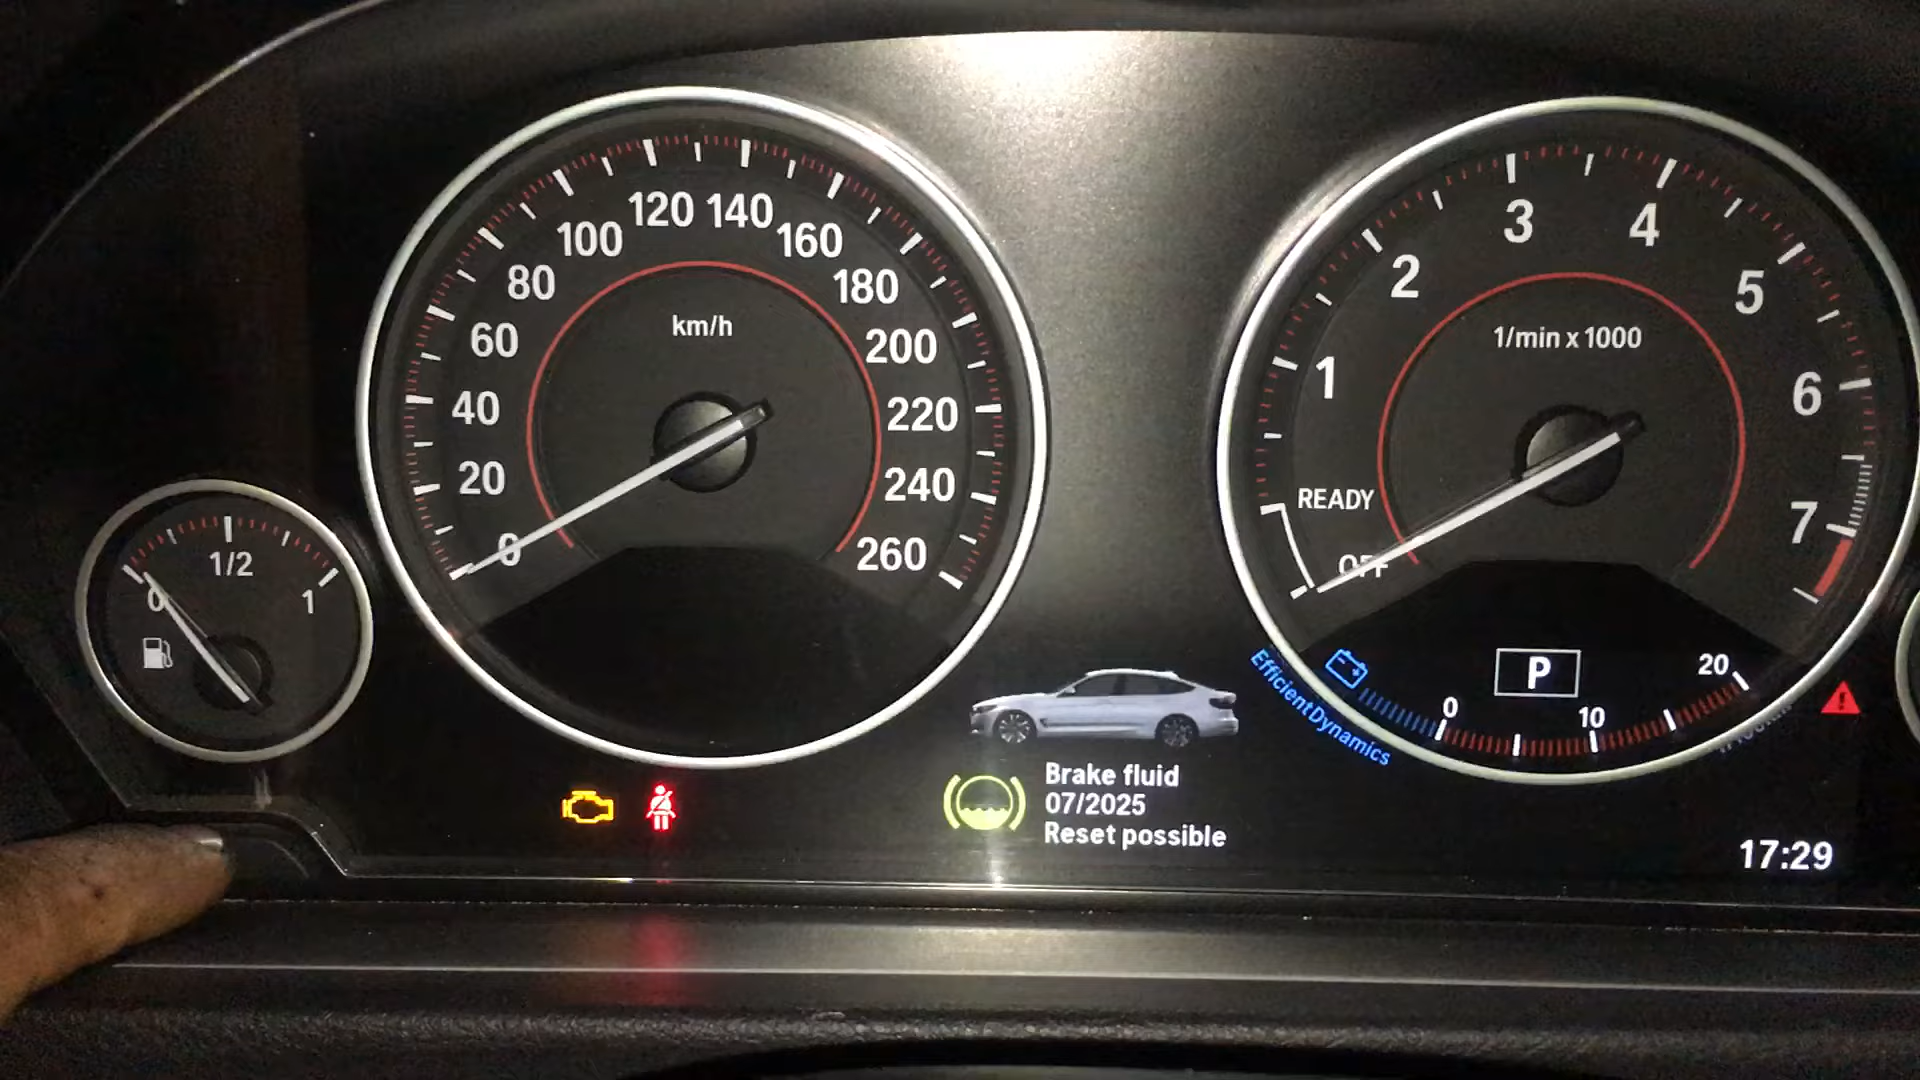 120 140
100 160
80 180
60 200
40 220
20 240
0 260
km/h
1/2
0 1
3 4
2 5
1 6
7
1/min x 1000
READY
OFF
P
0 10 20
EfficientDynamics
Brake fluid
07/2025
Reset possible
17:29